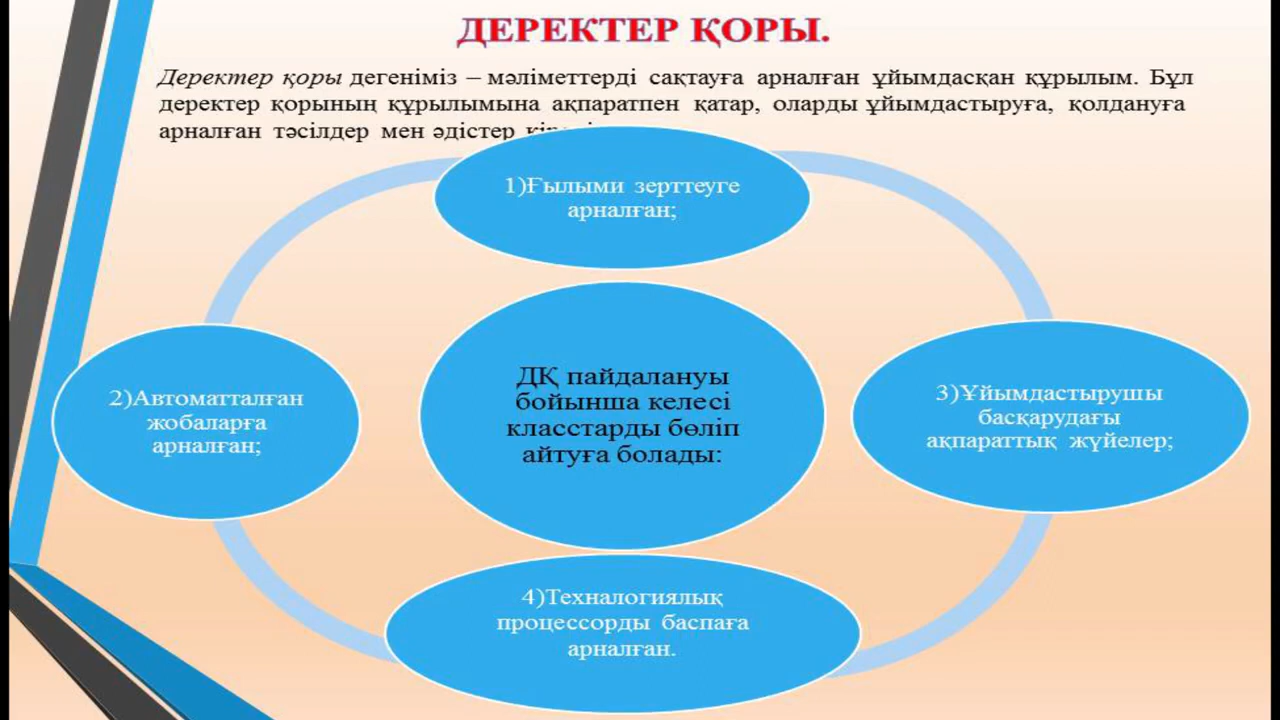 ДЕРЕКТЕР ҚОРЫ.
Деректер қоры дегеніміз – мәліметтерді сақтауға арналған ұйымдасқан құрылым. Бұл
деректер қорының құрылымына ақпаратпен қатар, оларды ұйымдастыруға, қолдануға
арналған тәсілдер мен әдістер
1)Ғылыми зерттеуге
арналған;
ДҚ пайдалануы
бойынша келесі
класстарды бөліп
айтуға болады:
2)Автоматталған
жобаларға
арналған;
3)Ұйымдастырушы
басқарудағы
ақпараттық жүйелер;
4)Техналогиялық
процессорды баспаға
арналған.